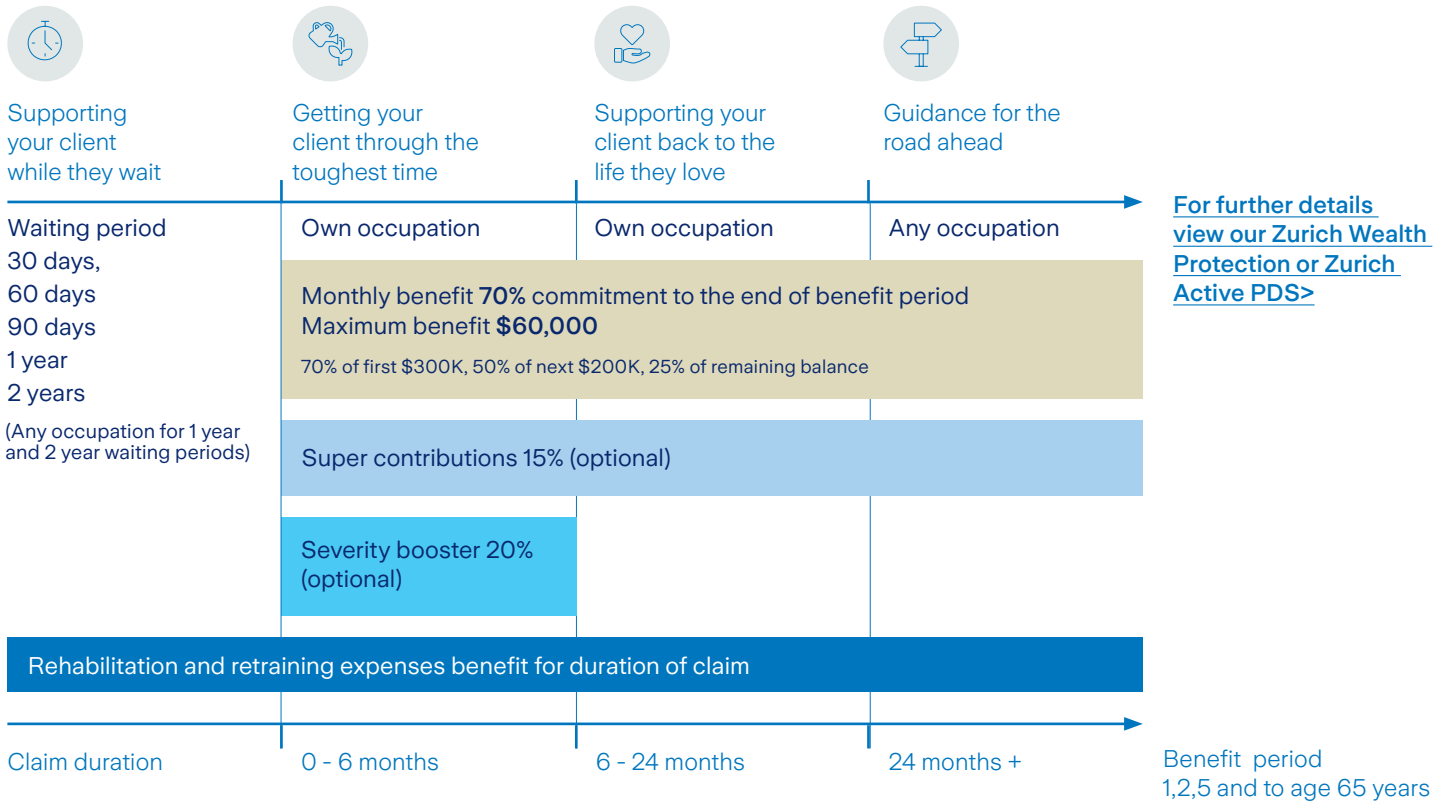 Supporting
your client
while they wait
Getting your
client through the
toughest time
Supporting your
client back to the
life they love
Guidance for the
road ahead
Waiting period
30 days,
60 days
90 days
1 year
2 years
(Any occupation for 1 year
and 2 year waiting periods)
Own occupation
Own occupation
Any occupation
Monthly benefit 70% commitment to the end of benefit period
Maximum benefit $60,000
70% of first $300K, 50% of next $200K, 25% of remaining balance
Super contributions 15% (optional)
Severity booster 20%
(optional)
Rehabilitation and retraining expenses benefit for duration of claim
For further details
view our Zurich Wealth
Protection or Zurich
Active PDS>
Claim duration
0 - 6 months
6 - 24 months
24 months +
Benefit period
1,2,5 and to age 65 years